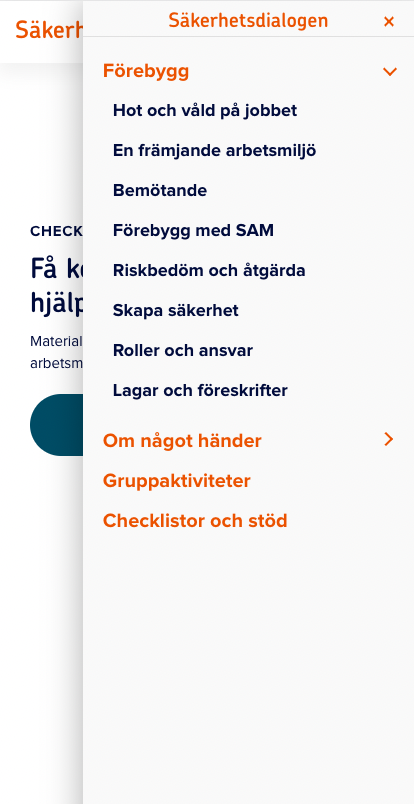 Säkerhetsdialogen
Förebygg
Hot och våld på jobbet
En främjande arbetsmiljö
Bemötande
Förebygg med SAM
Riskbedöm och åtgärda
Skapa säkerhet
Roller och ansvar
Lagar och föreskrifter
Om något händer
Gruppaktiviteter
Checklistor och stöd
Säkerh
CHECK
Få k
hjälp
Material
arbetsm